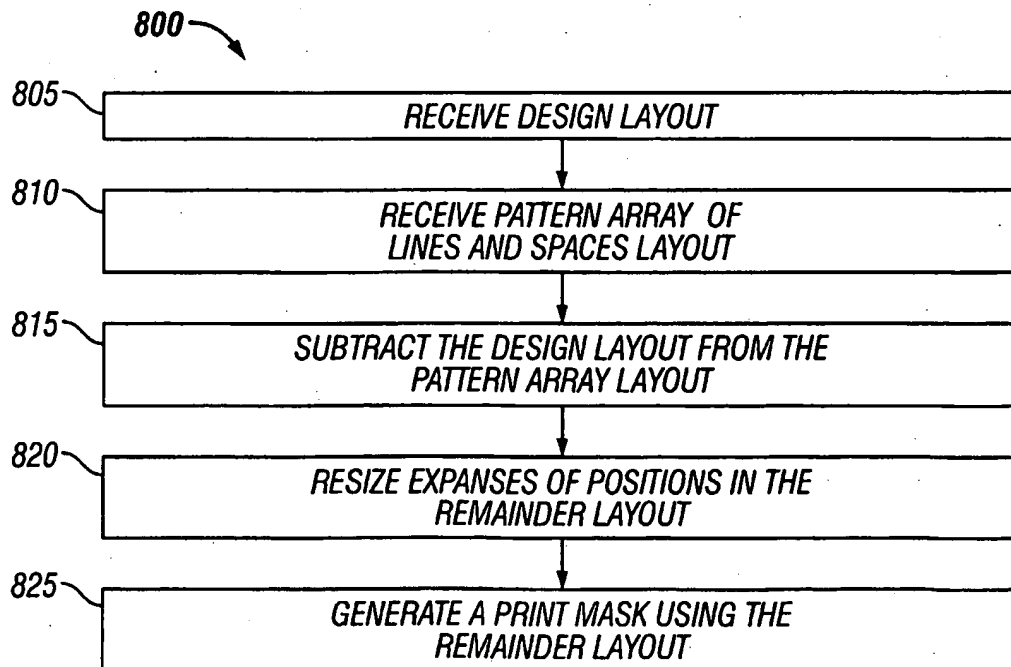 800
805
RECEIVE DESIGN LAYOUT
810
RECEIVE PATTERN ARRAY OF
LINES AND SPACES LAYOUT
815
SUBTRACT THE DESIGN LAYOUT FROM THE
PATTERN ARRAY LAYOUT
820
RESIZE EXPANSES OF POSITIONS IN THE
REMAINDER LAYOUT
825
GENERATE A PRINT MASK USING THE
REMAINDER LAYOUT